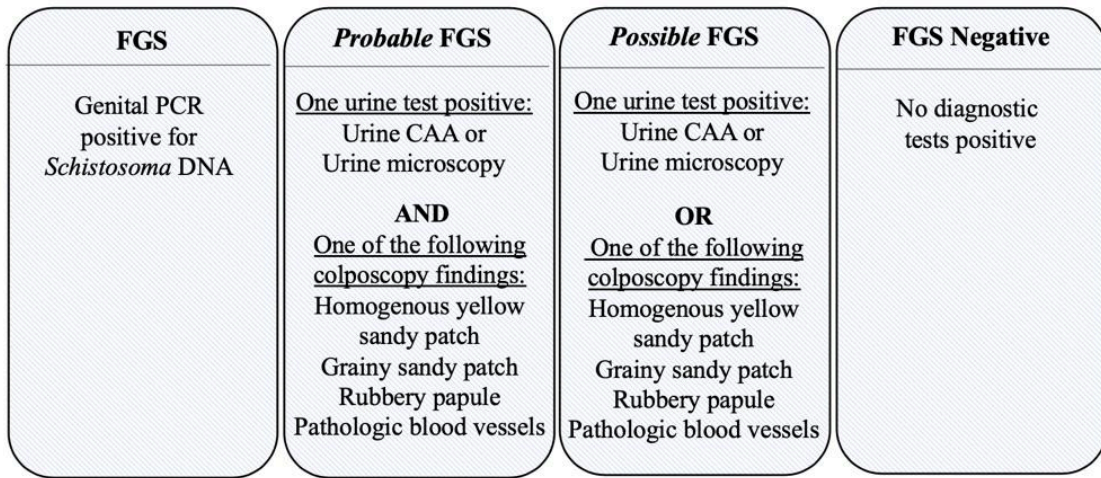 FGS
Genital PCR
positive for
Schistosoma DNA
Probable FGS
One urine test positive:
Urine CAA or
Urine microscopy
AND
One of the following
colposcopy findings:
Homogenous yellow
sandy patch
Grainy sandy patch
Rubbery papule
Pathologic blood vessels
Possible FGS
One urine test positive:
Urine CAA or
Urine microscopy
OR
One of the following
colposcopy findings:
Homogenous yellow
sandy patch
Grainy sandy patch
Rubbery papule
Pathologic blood vessels
FGS Negative
No diagnostic
tests positive